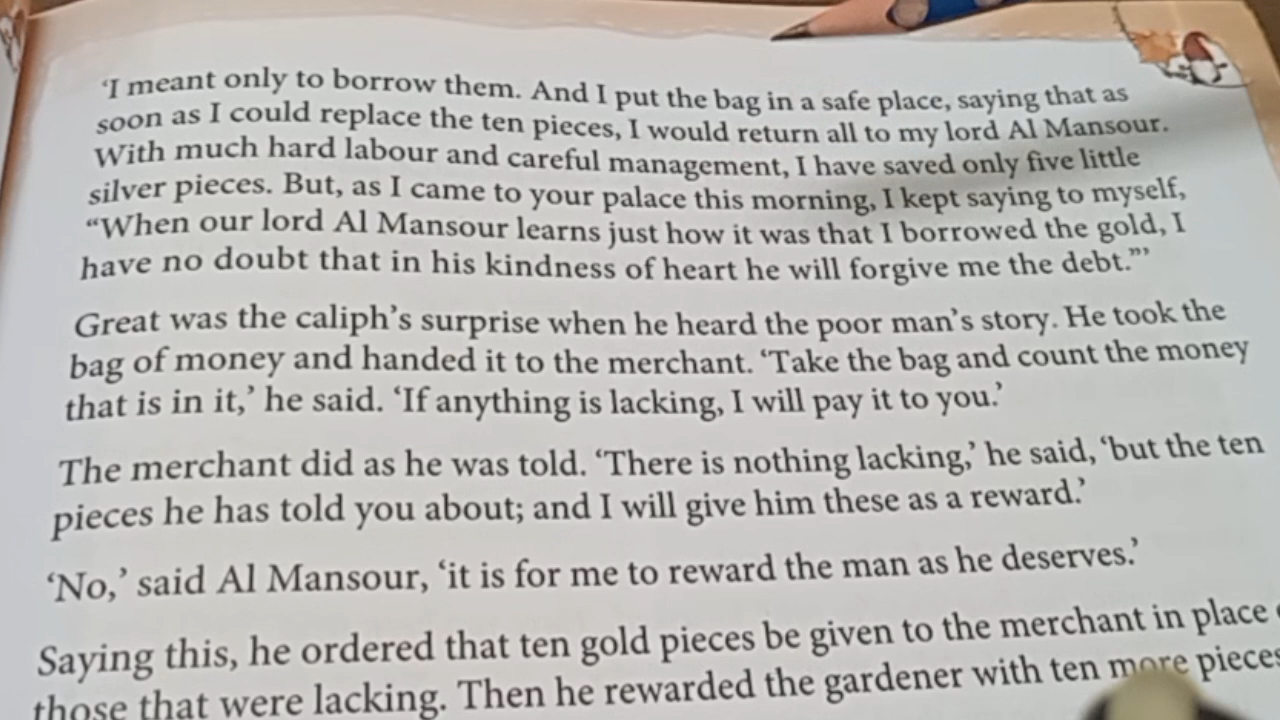 ‘I meant only to borrow them. And I put the bag in a safe place, saying that as
soon as I could replace the ten pieces, I would return all to my lord Al Mansour.
With much hard labour and careful management, I have saved only five little
silver pieces. But, as I came to your palace this morning, I kept saying to myself,
“When our lord Al Mansour learns just how it was that I borrowed the gold, I
have no doubt that in his kindness of heart he will forgive me the debt.”’
Great was the caliph’s surprise when he heard the poor man’s story. He took the
bag of money and handed it to the merchant. ‘Take the bag and count the money
that is in it,’ he said. ‘If anything is lacking, I will pay it to you.’
The merchant did as he was told. ‘There is nothing lacking,’ he said, ‘but the ten
pieces he has told you about; and I will give him these as a reward.’
‘No,’ said Al Mansour, ‘it is for me to reward the man as he deserves.’
Saying this, he ordered that ten gold pieces be given to the merchant in place
those that were lacking. Then he rewarded the gardener with ten more pieces